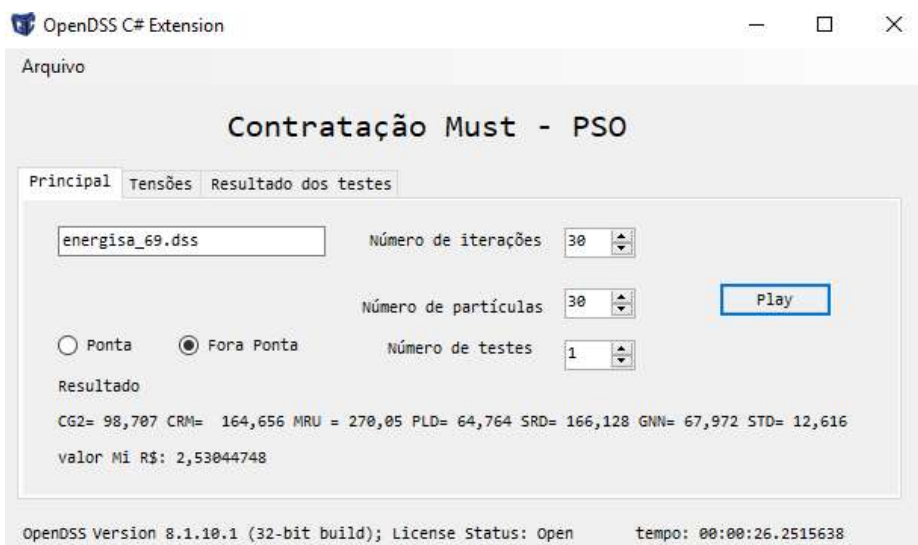 OpenDSS C# Extension
Arquivo
Contratação Must - PSO
Principal Tensões Resultado dos testes
energisa_69.dss Número de iterações 30
Número de partículas 30 Play
Ponta Fora Ponta Número de testes 1
Resultado
CG2= 98,707 CRM= 164,656 MRU = 270,05 PLD= 64,764 SRD= 166,128 GNN= 67,972 STD= 12,616
valor Mi R$: 2,53044748
OpenDSS Version 8.1.10.1 (32-bit build); License Status: Open tempo: 00:00:26.2515638